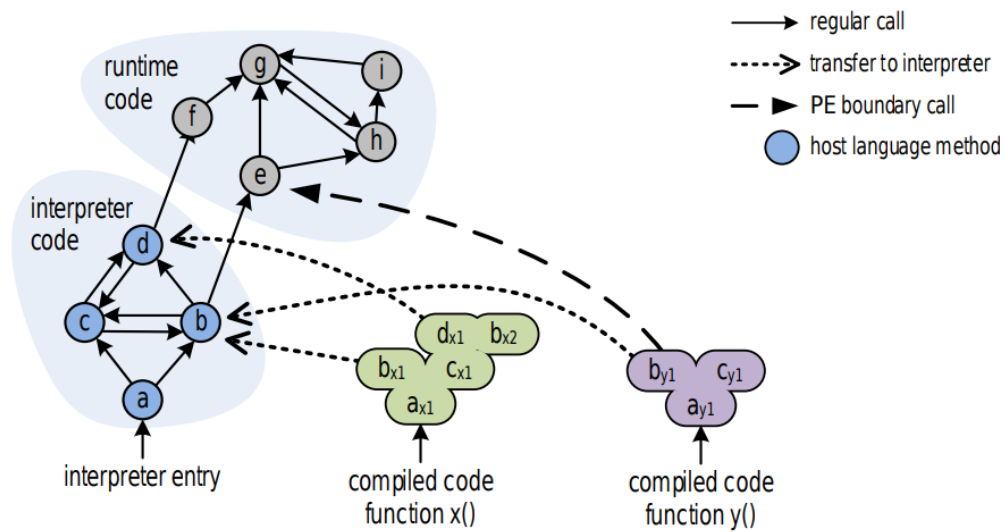 regular call
transfer to interpreter
PE boundary call
host language method
runtime
code
g
i
f
h
e
interpreter
code
d
c
b
a
interpreter entry
dx1
bx2
bx1
cx1
ax1
compiled code
function x()
by1
cy1
ay1
compiled code
function y()